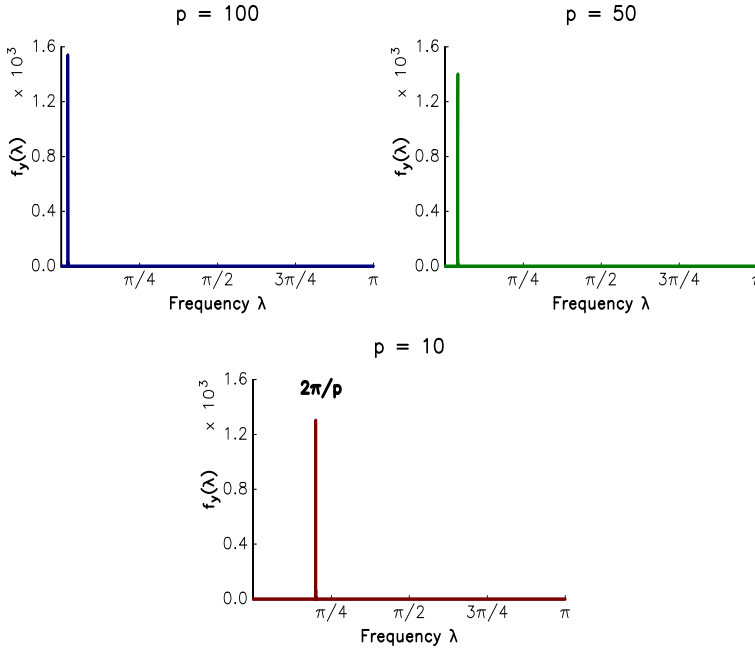 p = 100
× 10³
f_y(λ)
1.6
1.2
0.8
0.4
0.0
π/4
π/2
3π/4
π
Frequency λ
p = 50
× 10³
f_y(λ)
1.6
1.2
0.8
0.4
0.0
π/4
π/2
3π/4
Frequency λ
p = 10
2π/p
× 10³
f_y(λ)
1.6
1.2
0.8
0.4
0.0
π/4
π/2
3π/4
π
Frequency λ